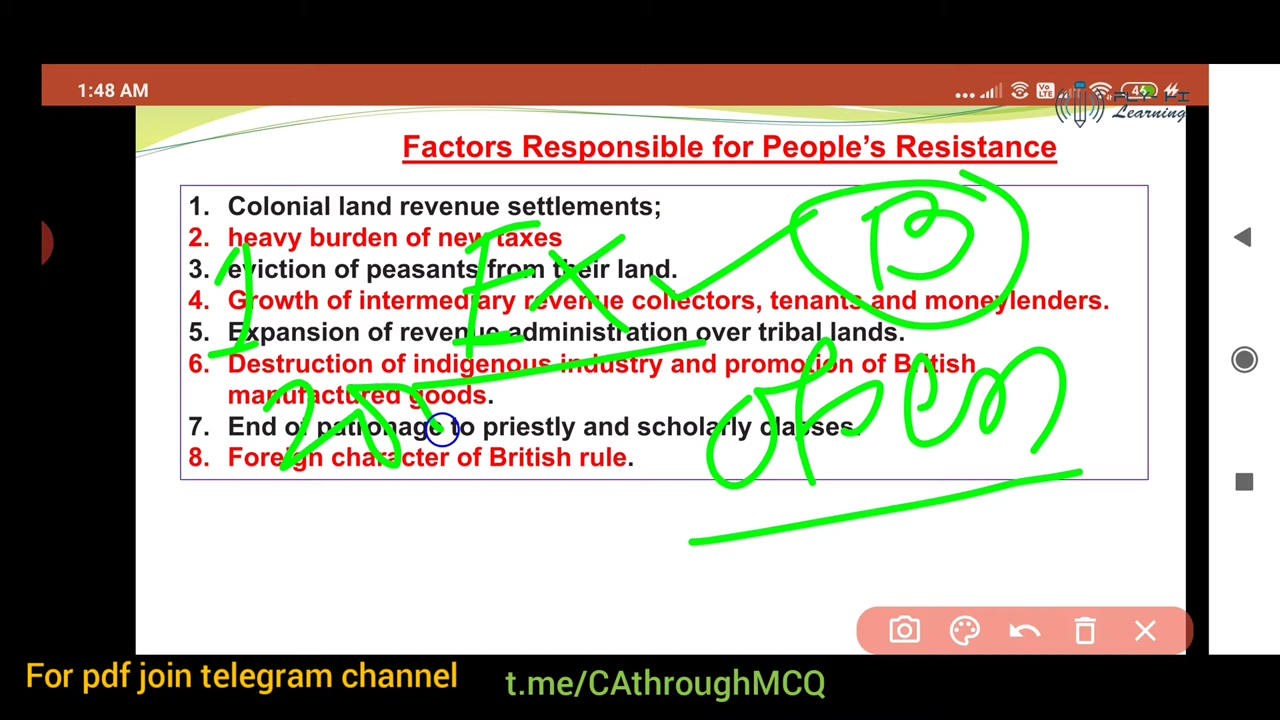 1:48 AM
46
Learning
Factors Responsible for People's Resistance
1. Colonial land revenue settlements;
2. heavy burden of new taxes
3. eviction of peasants from their land.
4. Growth of intermediary revenue collectors, tenants and moneylenders.
5. Expansion of revenue administration over tribal lands.
6. Destruction of indigenous industry and promotion of British
manufactured goods.
7. End of patronage to priestly and scholarly classes.
8. Foreign character of British rule.
1
Ex
B
open
For pdf join telegram channel
t.me/CAthroughMCQ